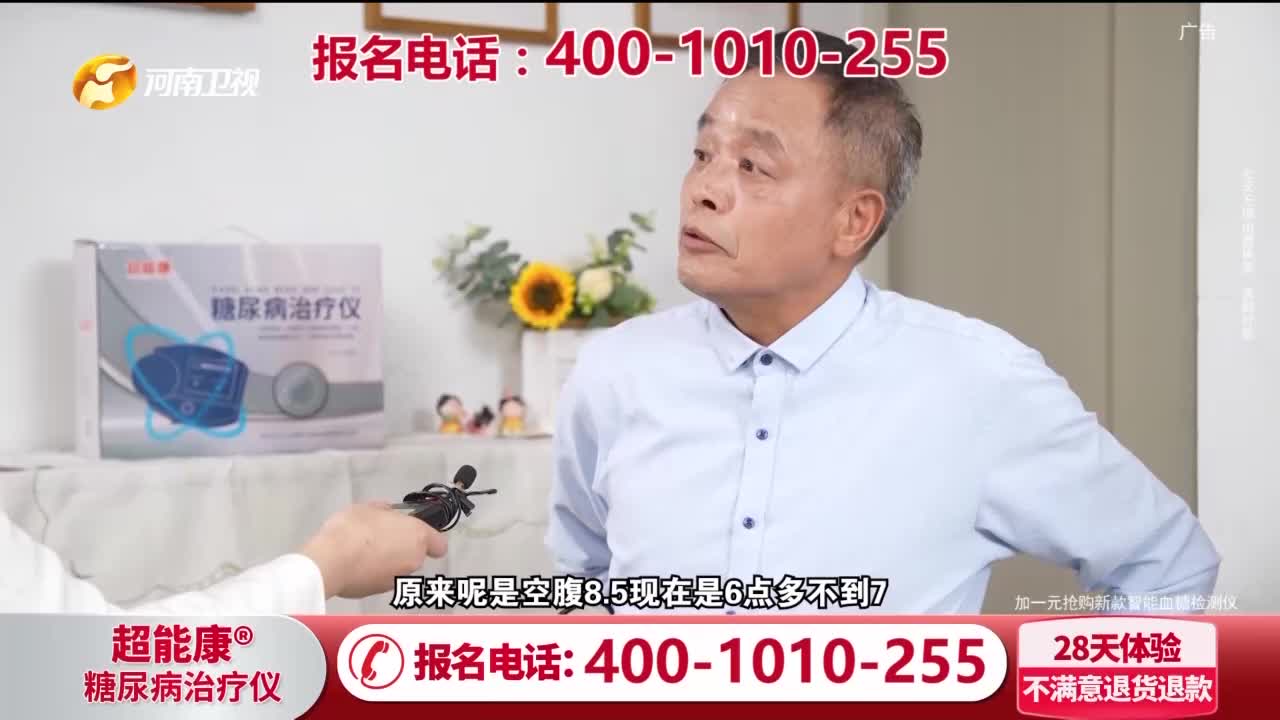 报名电话：400-1010-255
广告
河南卫视
超能康
糖尿病治疗仪
原来呢是空腹8.5现在是6点多不到7
加一元抢购新款智能血糖检测仪
超能康®
糖尿病治疗仪
报名电话:400-1010-255
28天体验
不满意退货退款